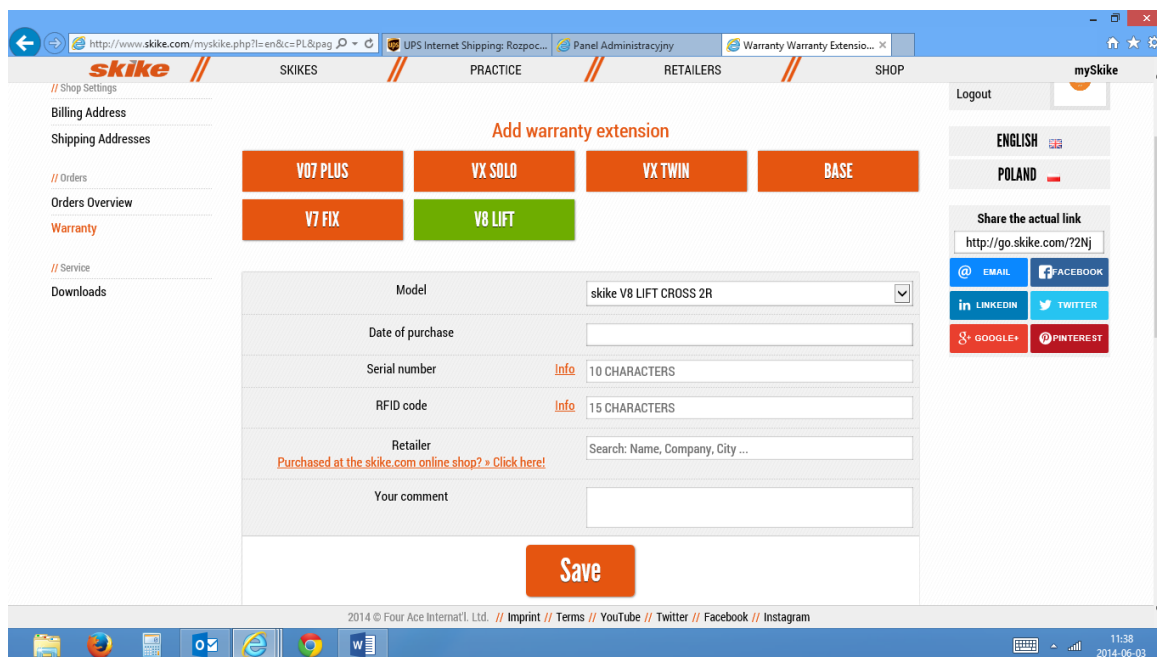 http://www.skike.com/myskike.php?l=en&c=PL&pag
UPS Internet Shipping: Rozpoc...
Panel Administracyjny
Warranty Warranty Extensio...
skike // SKIKES // PRACTICE // RETAILERS // SHOP mySkike
// Shop Settings
Billing Address
Shipping Addresses
// Orders
Orders Overview
Warranty
// Service
Downloads
Add warranty extension
V07 PLUS VX SOLO VX TWIN BASE
V7 FIX V8 LIFT
Model skike V8 LIFT CROSS 2R
Date of purchase
Serial number Info 10 CHARACTERS
RFID code Info 15 CHARACTERS
Retailer Search: Name, Company, City ...
Purchased at the skike.com online shop? » Click here!
Your comment
Save
Logout
ENGLISH
POLAND
Share the actual link
http://go.skike.com/?2Nj
@ EMAIL FACEBOOK
in LINKEDIN TWITTER
g+ GOOGLE+ PINTEREST
2014 © Four Ace Internat'l. Ltd. // Imprint // Terms // YouTube // Twitter // Facebook // Instagram
11:38
2014-06-03